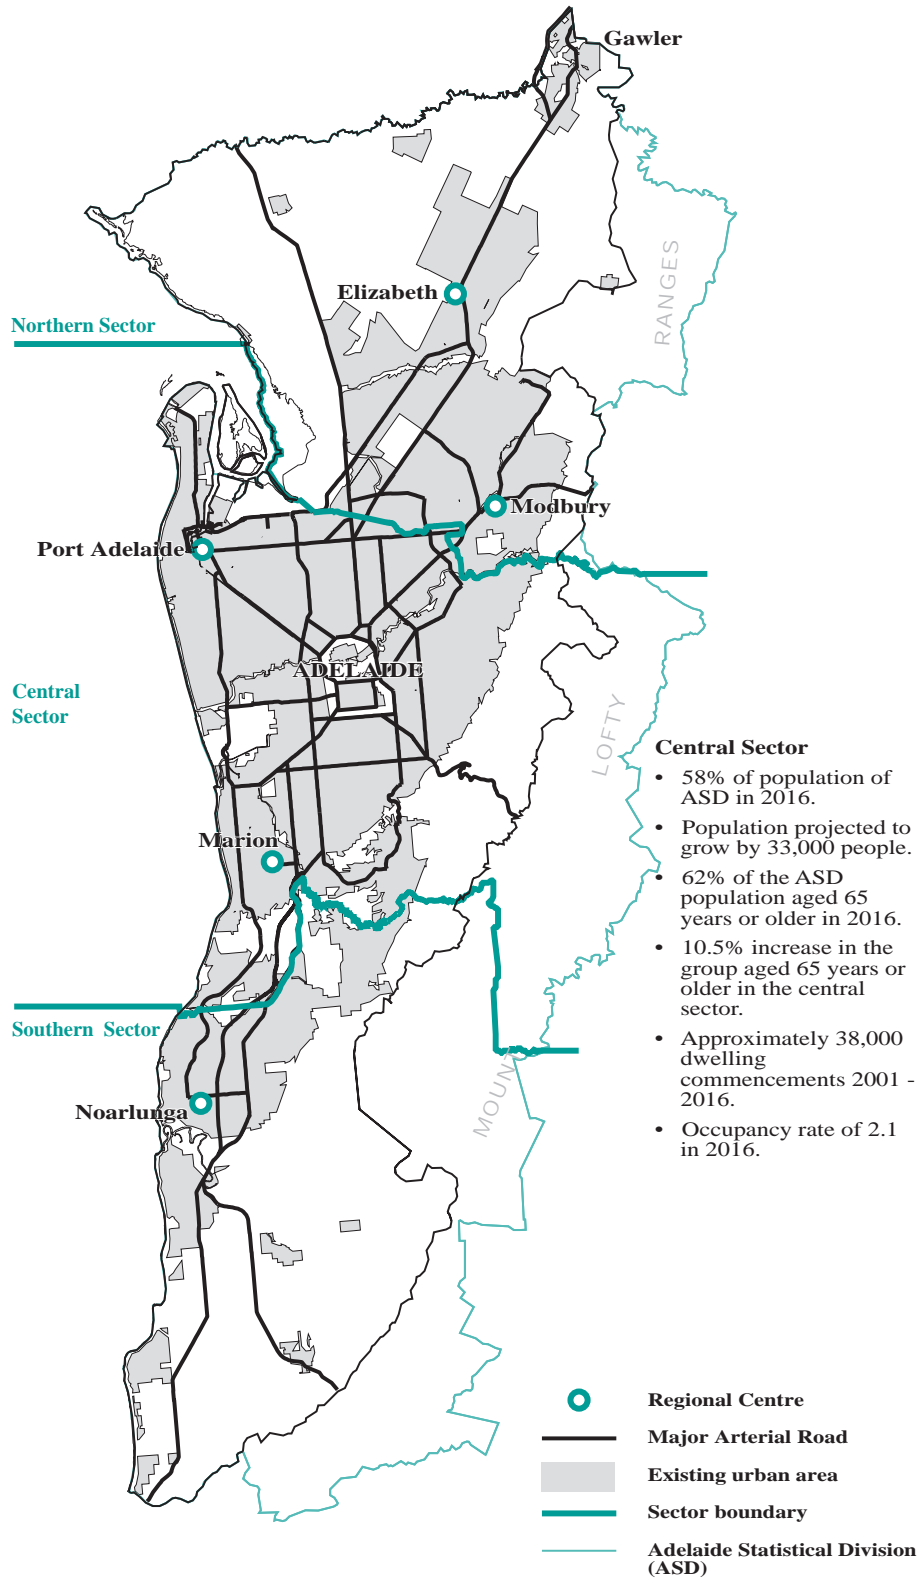 Gawler
RANGES
Elizabeth
Northern Sector
Modbury
Port Adelaide
ADELAIDE
Central
Sector
LOFTY
Central Sector
• 58% of population of
ASD in 2016.
• Population projected to
grow by 33,000 people.
• 62% of the ASD
population aged 65
years or older in 2016.
• 10.5% increase in the
group aged 65 years or
older in the central
sector.
• Approximately 38,000
dwelling
commencements 2001 -
2016.
• Occupancy rate of 2.1
in 2016.
Marion
Southern Sector
MOUNT
Noarlunga
Regional Centre
Major Arterial Road
Existing urban area
Sector boundary
Adelaide Statistical Division
(ASD)